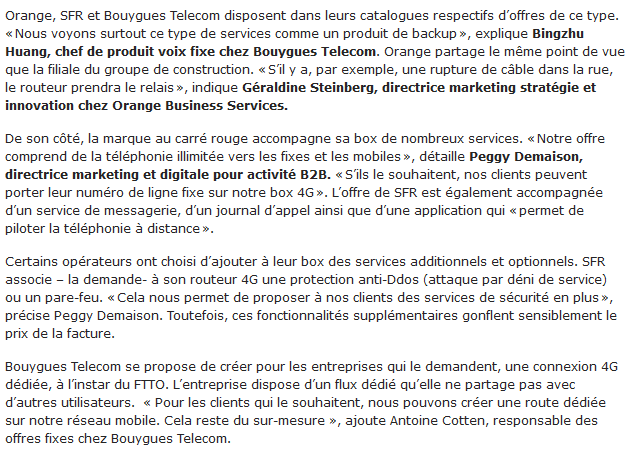 Orange, SFR et Bouygues Telecom disposent dans leurs catalogues respectifs d’offres de ce type.
« Nous voyons surtout ce type de services comme un produit de backup », explique Bingzhu
Huang, chef de produit voix fixe chez Bouygues Telecom. Orange partage le même point de vue
que la filiale du groupe de construction. « S’il y a, par exemple, une rupture de câble dans la rue,
le routeur prendra le relais », indique Géraldine Steinberg, directrice marketing stratégie et
innovation chez Orange Business Services.
De son côté, la marque au carré rouge accompagne sa box de nombreux services. « Notre offre
comprend de la téléphonie illimitée vers les fixes et les mobiles », détaille Peggy Demaison,
directrice marketing et digitale pour activité B2B. « S’ils le souhaitent, nos clients peuvent
porter leur numéro de ligne fixe sur notre box 4G ». L’offre de SFR est également accompagnée
d’un service de messagerie, d’un journal d’appel ainsi que d’une application qui « permet de
piloter la téléphonie à distance ».
Certains opérateurs ont choisi d’ajouter à leur box des services additionnels et optionnels. SFR
associe – la demande- à son routeur 4G une protection anti-Ddos (attaque par déni de service)
ou un pare-feu. « Cela nous permet de proposer à nos clients des services de sécurité en plus »,
précise Peggy Demaison. Toutefois, ces fonctionnalités supplémentaires gonflent sensiblement le
prix de la facture.
Bouygues Telecom se propose de créer pour les entreprises qui le demandent, une connexion 4G
dédiée, à l’instar du FTTO. L’entreprise dispose d’un flux dédié qu’elle ne partage pas avec
d’autres utilisateurs.  « Pour les clients qui le souhaitent, nous pouvons créer une route dédiée
sur notre réseau mobile. Cela reste du sur-mesure », ajoute Antoine Cotten, responsable des
offres fixes chez Bouygues Telecom.